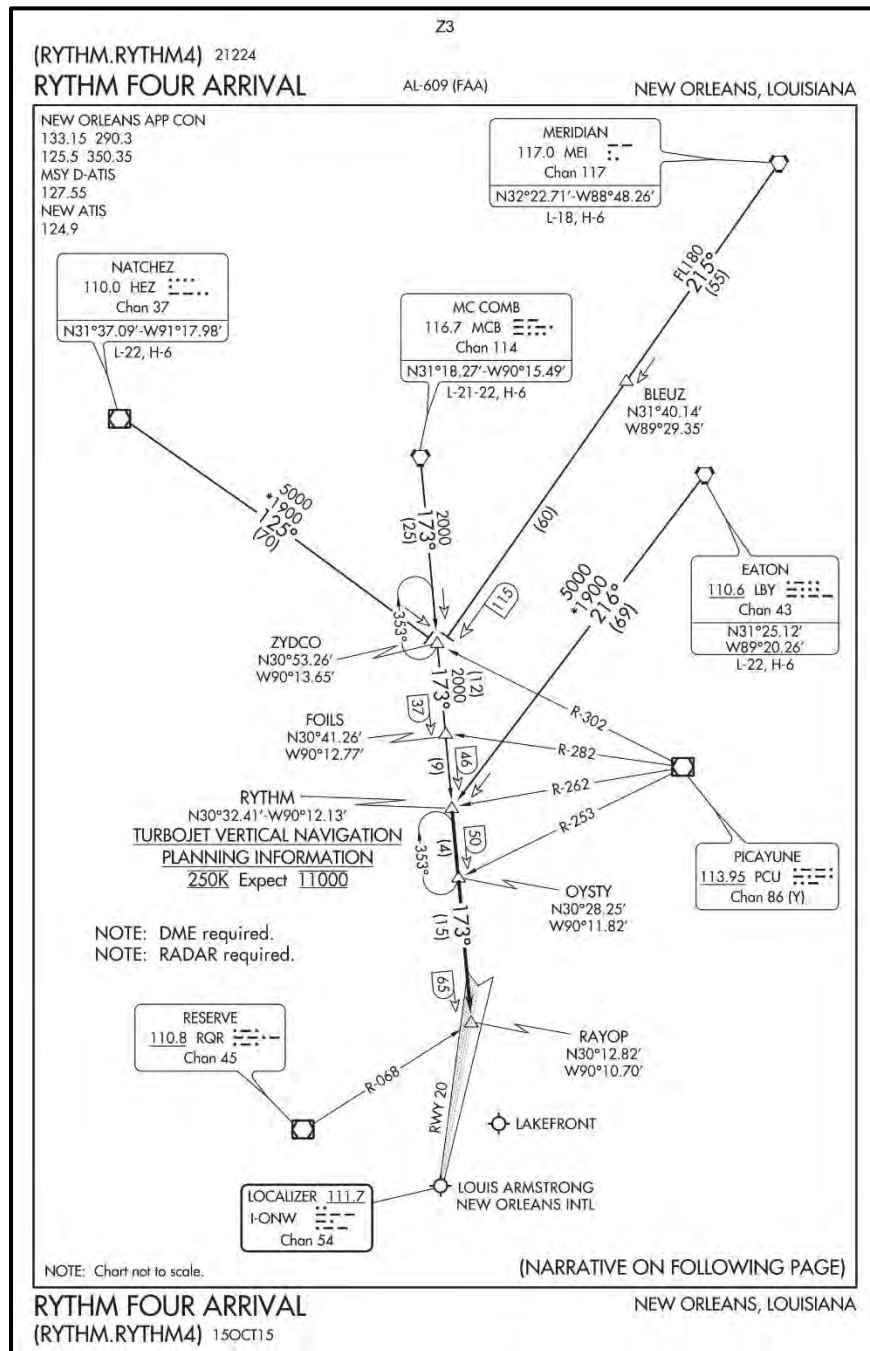 Z3
(RYTHM.RYTHM4) 21224
RYTHM FOUR ARRIVAL
AL-609 (FAA)
NEW ORLEANS, LOUISIANA
NEW ORLEANS APP CON
133.15 290.3
125.5 350.35
MSY D-ATIS
127.55
NEW ATIS
124.9
MERIDIAN
117.0 MEI
Chan 117
N32°22.71'-W88°48.26'
L-18, H-6
NATCHEZ
110.0 HEZ
Chan 37
N31°37.09'-W91°17.98'
L-22, H-6
MC COMB
116.7 MCB
Chan 114
N31°18.27'-W90°15.49'
L-21-22, H-6
FL180
215°
(55)
BLEUZ
N31°40.14'
W89°29.35'
(60)
5000
*1900
125°
(70)
2000
173°
(25)
5000
*1900
216°
(69)
EATON
110.6 LBY
Chan 43
N31°25.12'
W89°20.26'
L-22, H-6
353°
115
ZYDCO
N30°53.26'
W90°13.65'
(12)
2000
173°
37
R-302
FOILS
N30°41.26'
W90°12.77'
(9)
46
R-282
R-262
R-253
RYTHM
N30°32.41'-W90°12.13'
TURBOJET VERTICAL NAVIGATION
PLANNING INFORMATION
250K Expect 11000
353°
(4)
50
PICAYUNE
113.95 PCU
Chan 86 (Y)
OYSTY
N30°28.25'
W90°11.82'
173°
(15)
NOTE: DME required.
NOTE: RADAR required.
65
RESERVE
110.8 RQR
Chan 45
R-068
RAYOP
N30°12.82'
W90°10.70'
RWY 20
LAKEFRONT
LOCALIZER 111.7
I-ONW
Chan 54
LOUIS ARMSTRONG
NEW ORLEANS INTL
NOTE: Chart not to scale.
(NARRATIVE ON FOLLOWING PAGE)
RYTHM FOUR ARRIVAL
(RYTHM.RYTHM4) 15OCT15
NEW ORLEANS, LOUISIANA